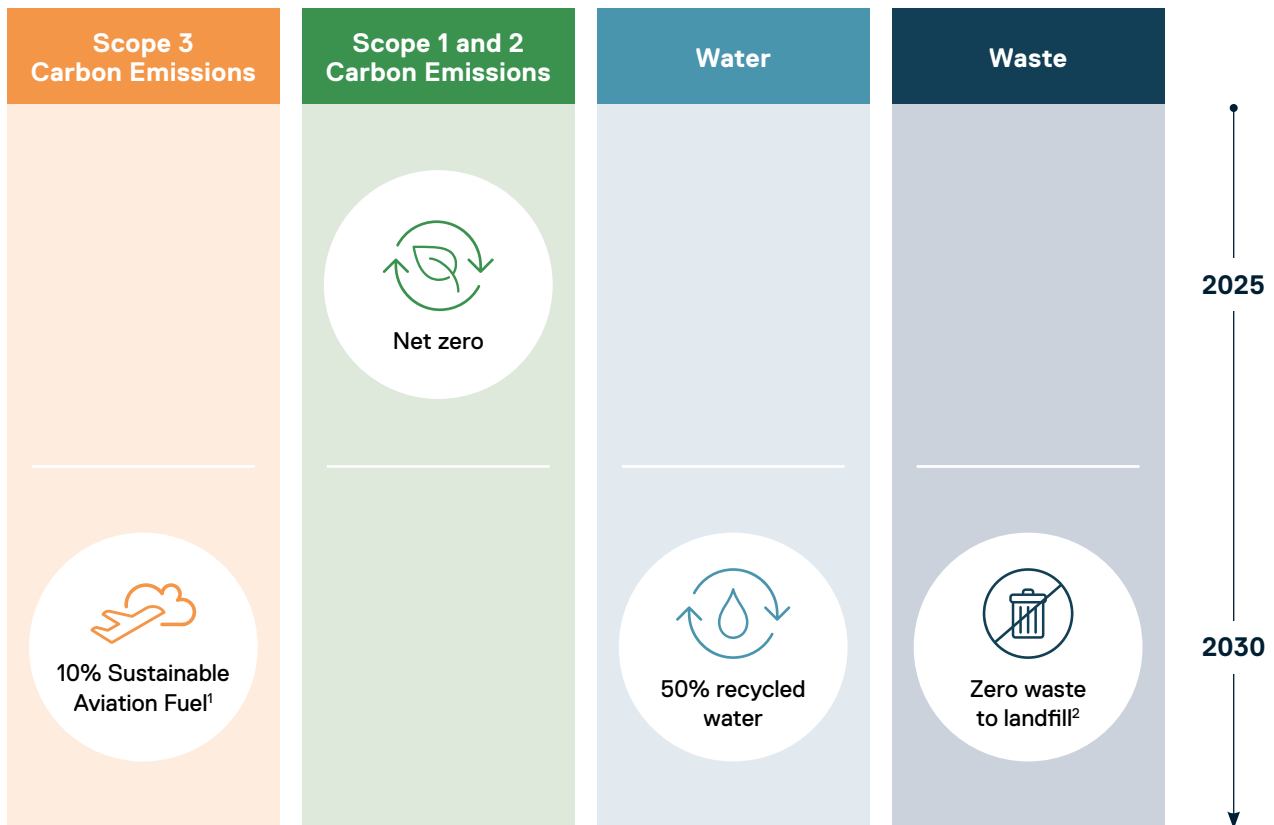 Scope 3
Carbon Emissions
Scope 1 and 2
Carbon Emissions
Water
Waste
Net zero
2025
10% Sustainable
Aviation Fuel¹
50% recycled
water
Zero waste
to landfill²
2030